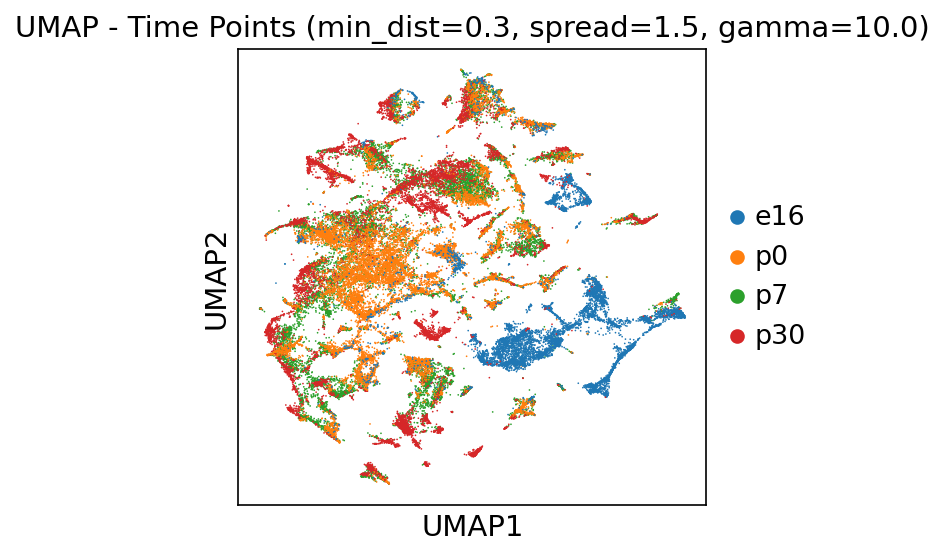 UMAP - Time Points (min_dist=0.3, spread=1.5, gamma=10.0)
UMAP2
e16
p0
p7
p30
UMAP1